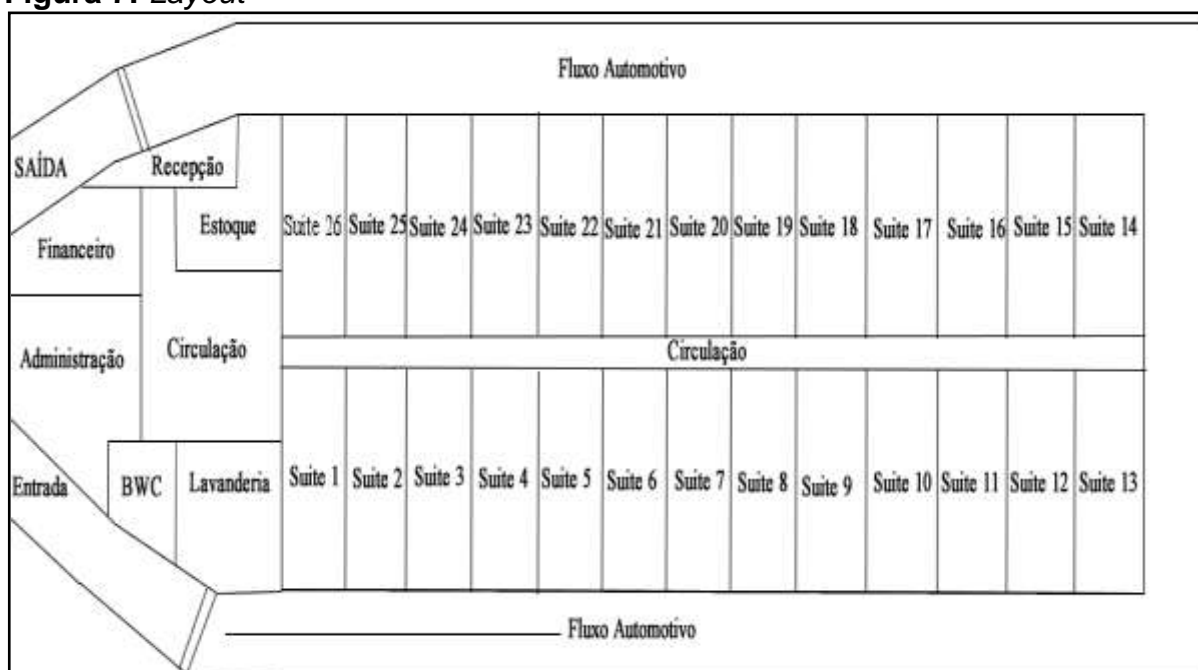 Figura 7: Layout
Fluxo Automotivo
SAÍDA
Recepção
Estoque
Financeiro
Suite 26 Suite 25 Suite 24 Suite 23 Suite 22 Suite 21 Suite 20 Suite 19 Suite 18 Suite 17 Suite 16 Suite 15 Suite 14
Administração
Circulação
Circulação
Entrada
BWC
Lavanderia
Suite 1 Suite 2 Suite 3 Suite 4 Suite 5 Suite 6 Suite 7 Suite 8 Suite 9 Suite 10 Suite 11 Suite 12 Suite 13
Fluxo Automotivo